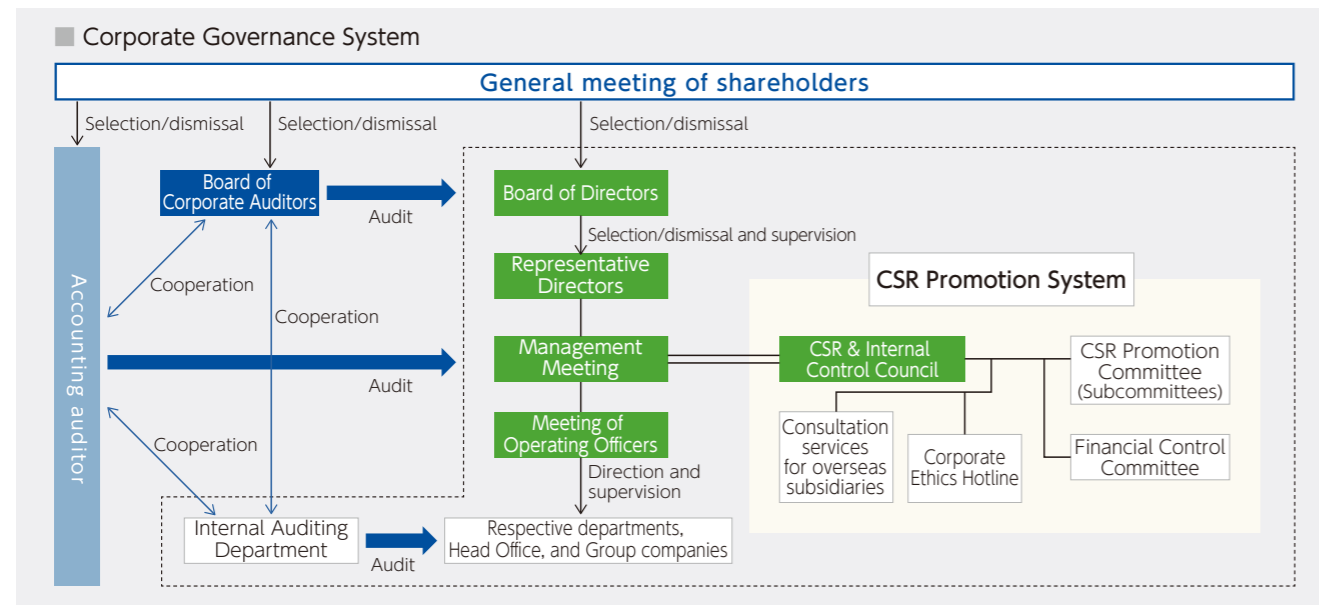 Corporate Governance System
General meeting of shareholders
Selection/dismissal
Selection/dismissal
Selection/dismissal
Accounting auditor
Board of
Corporate Auditors
Audit
Board of Directors
Selection/dismissal and supervision
Representative
Directors
CSR Promotion System
Cooperation
Cooperation
Audit
Management
Meeting
CSR & Internal
Control Council
CSR Promotion
Committee
(Subcommittees)
Cooperation
Meeting of
Operating Officers
Consultation
services
for overseas
subsidiaries
Corporate
Ethics Hotline
Financial Control
Committee
Direction and
supervision
Internal Auditing
Department
Audit
Respective departments,
Head Office, and Group companies